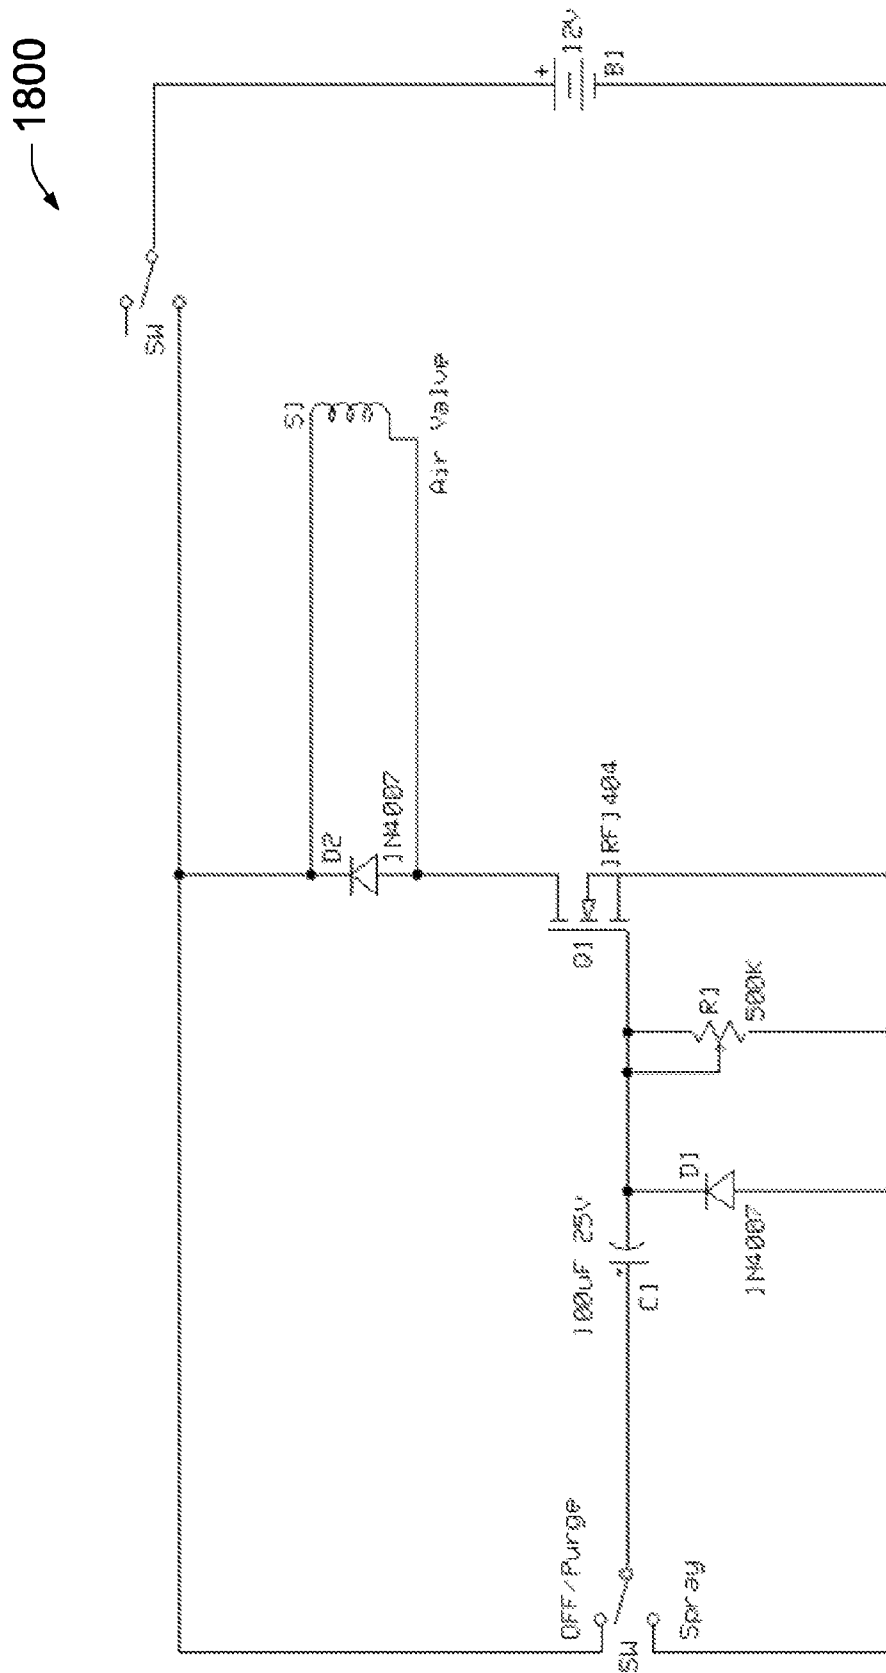 1800
+
12V
B1
SW
S1
Air Valve
D2
1N4007
IRF1404
Q1
R1
500K
D1
1N4007
100uF 25V
C1
OFF/Purge
SW
Spray